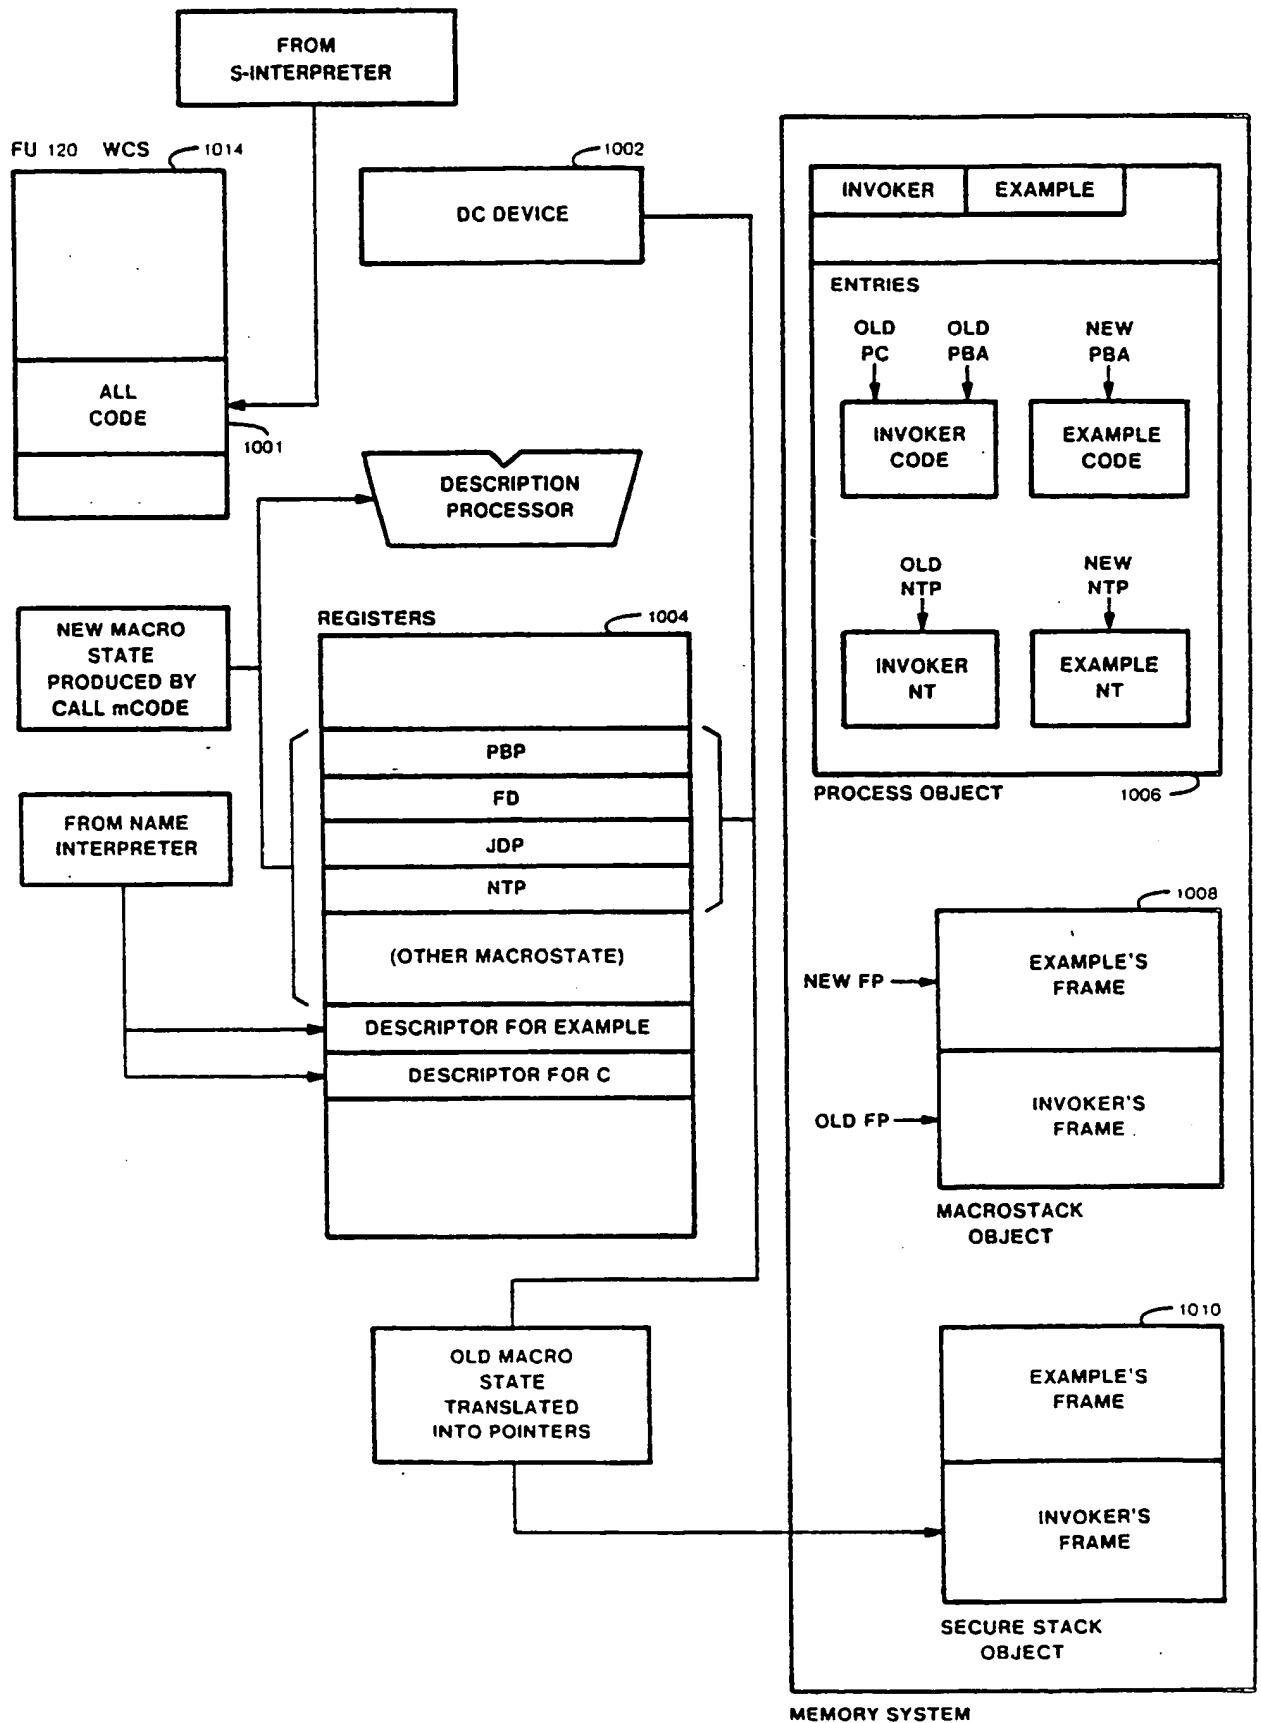 FROM
S-INTERPRETER
FU 120 WCS
1014
ALL
CODE
1001
1002
DC DEVICE
DESCRIPTION
PROCESSOR
NEW MACRO
STATE
PRODUCED BY
CALL mCODE
FROM NAME
INTERPRETER
REGISTERS
1004
PBP
FD
JDP
NTP
(OTHER MACROSTATE)
DESCRIPTOR FOR EXAMPLE
DESCRIPTOR FOR C
OLD MACRO
STATE
TRANSLATED
INTO POINTERS
INVOKER
EXAMPLE
ENTRIES
OLD
PC
OLD
PBA
NEW
PBA
INVOKER
CODE
EXAMPLE
CODE
OLD
NTP
NEW
NTP
INVOKER
NT
EXAMPLE
NT
PROCESS OBJECT
1006
1008
NEW FP
EXAMPLE'S
FRAME
OLD FP
INVOKER'S
FRAME
MACROSTACK
OBJECT
1010
EXAMPLE'S
FRAME
INVOKER'S
FRAME
SECURE STACK
OBJECT
MEMORY SYSTEM